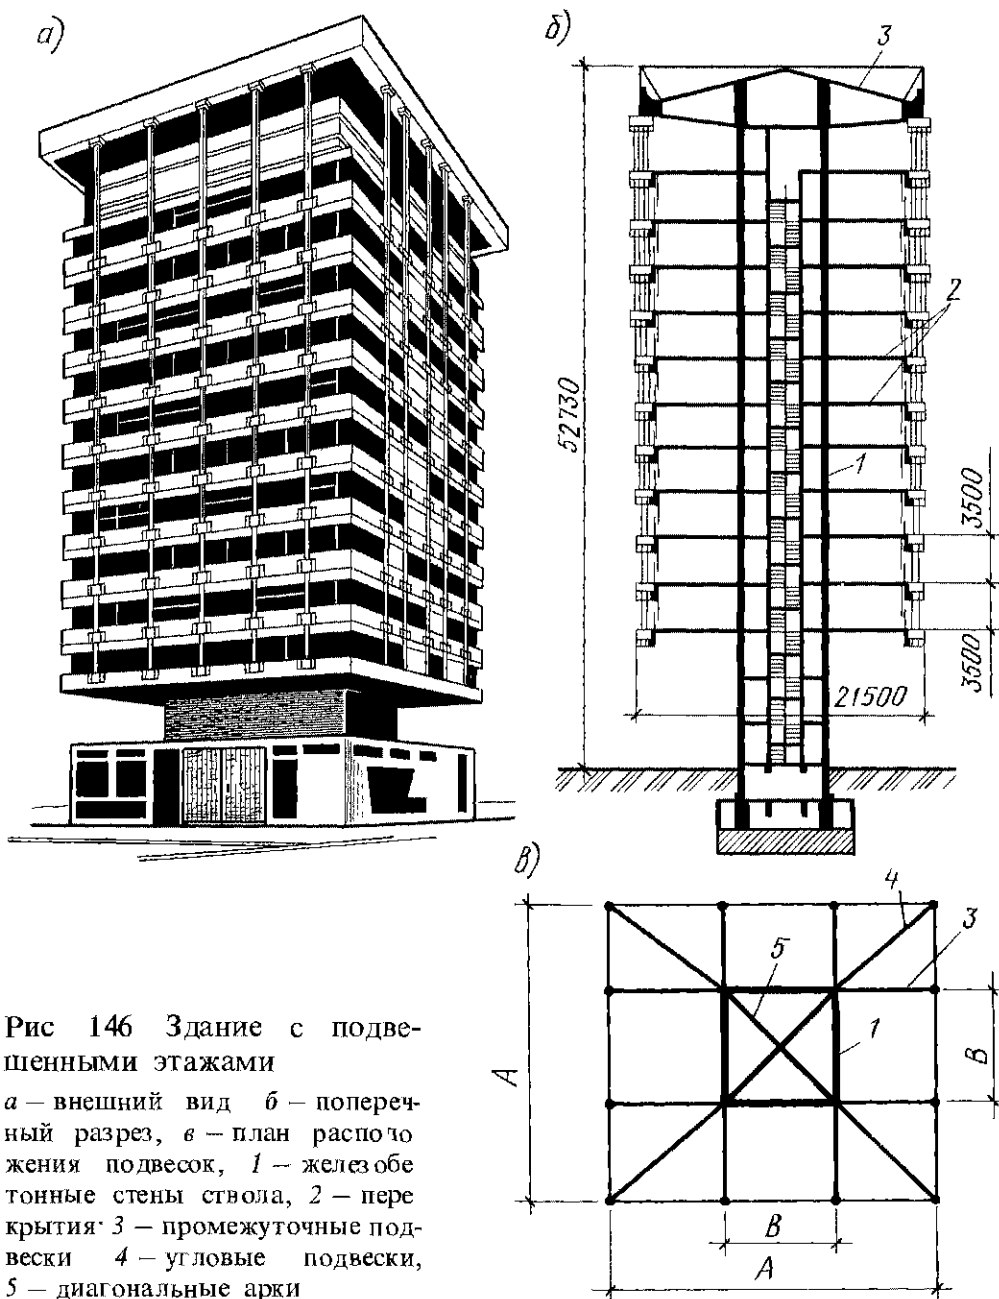 а)
б)
3
2
52730
1
3500
3500
21500
в)
4
3
5
1
А
В
В
А
Рис 146 Здание с подве-
шенными этажами
а — внешний вид б — попереч-
ный разрез, в — план располо
жения подвесок, 1 — железобе
тонные стены ствола, 2 — пере
крытия· 3 — промежуточные под-
вески 4 — угловые подвески,
5 — диагональные арки